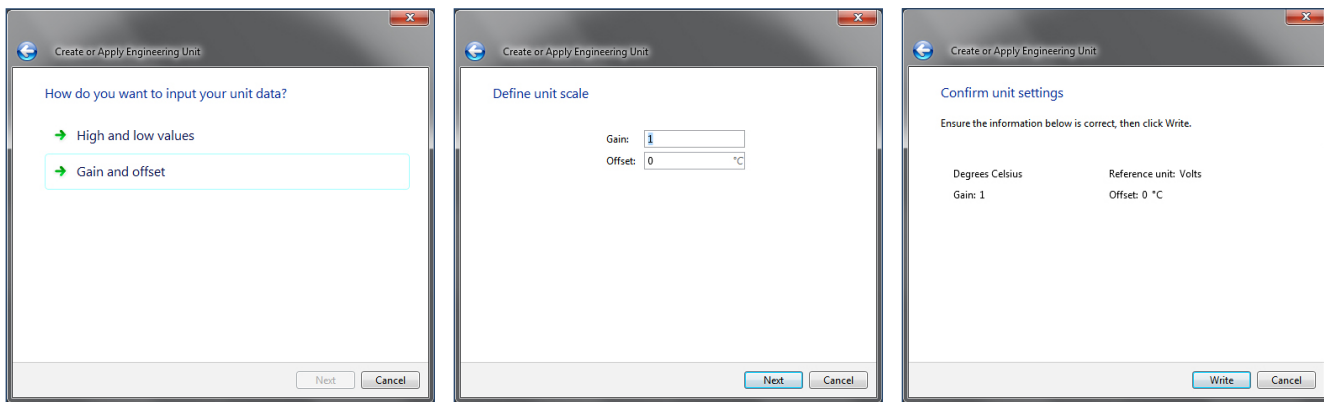 Create or Apply Engineering Unit
How do you want to input your unit data?
High and low values
Gain and offset
Next
Cancel
Create or Apply Engineering Unit
Define unit scale
Gain: 1
Offset: 0 °C
Next
Cancel
Create or Apply Engineering Unit
Confirm unit settings
Ensure the information below is correct, then click Write.
Degrees Celsius Reference unit: Volts
Gain: 1 Offset: 0 °C
Write
Cancel